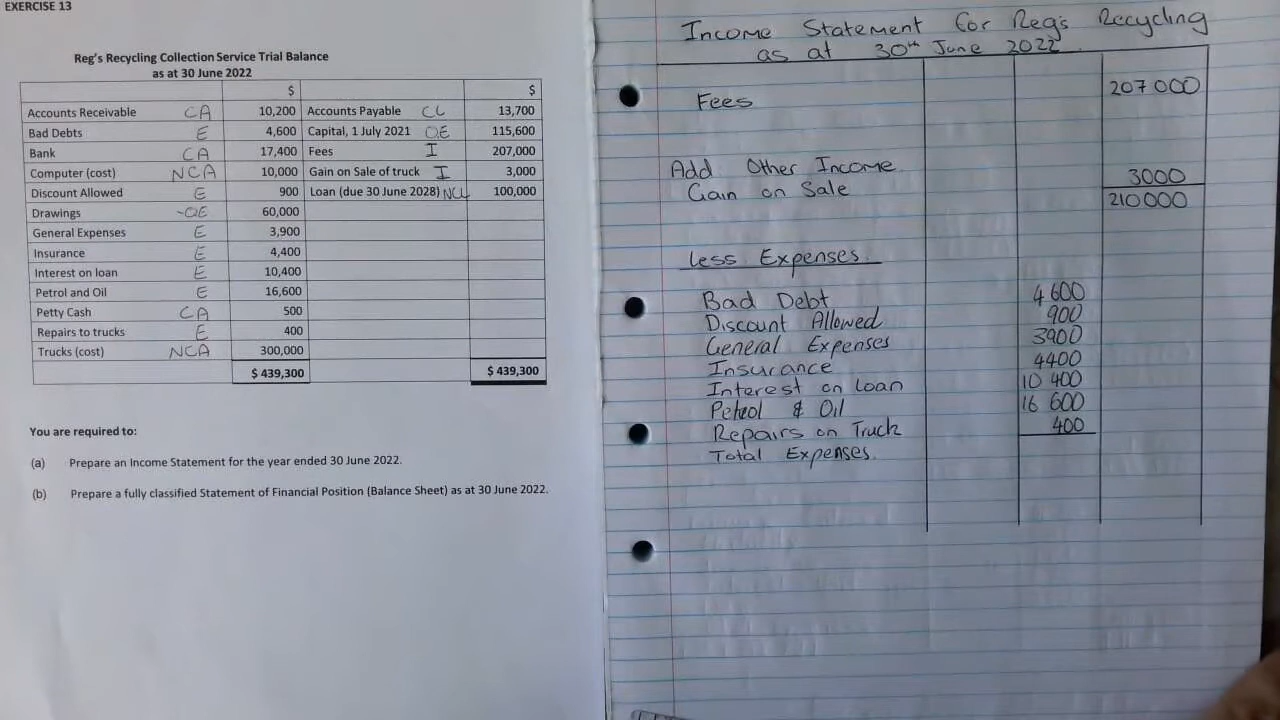 EXERCISE 13
Reg's Recycling Collection Service Trial Balance
as at 30 June 2022
$ $
Accounts Receivable CA 10,200 Accounts Payable CL 13,700
Bad Debts E 4,600 Capital, 1 July 2021 OE 115,600
Bank CA 17,400 Fees I 207,000
Computer (cost) NCA 10,000 Gain on Sale of truck I 3,000
Discount Allowed E 900 Loan (due 30 June 2028) NCL 100,000
Drawings -OE 60,000
General Expenses E 3,900
Insurance E 4,400
Interest on loan E 10,400
Petrol and Oil E 16,600
Petty Cash CA 500
Repairs to trucks E 400
Trucks (cost) NCA 300,000
$ 439,300 $ 439,300
You are required to:
(a) Prepare an Income Statement for the year ended 30 June 2022.
(b) Prepare a fully classified Statement of Financial Position (Balance Sheet) as at 30 June 2022.
Income Statement for Reg's Recycling
as at 30th June 2022
Fees 207 000
Add Other Income
Gain on Sale 3000
210000
less Expenses.
Bad Debt 4 600
Discount Allowed 900
General Expenses 3900
Insurance 4400
Interest on Loan 10 400
Petrol & Oil 16 600
Repairs on Truck 400
Total Expenses.